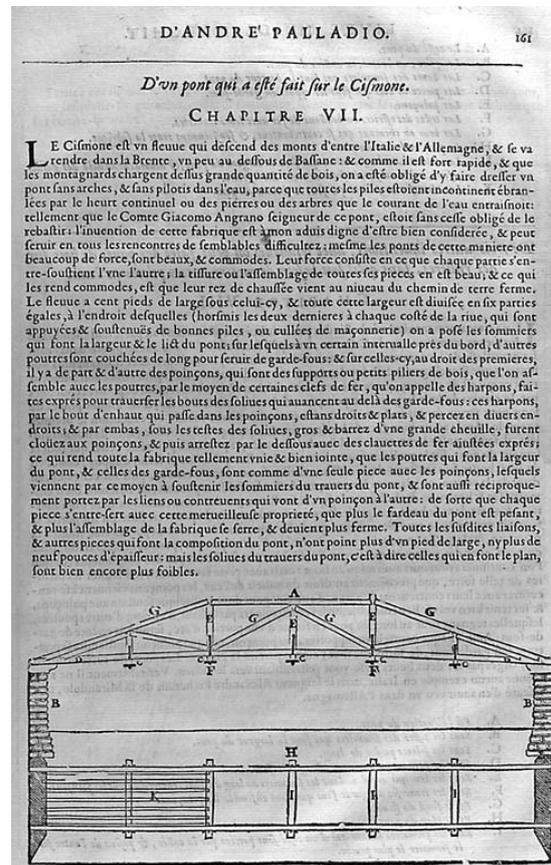 D'ANDRE' PALLADIO. 161
D'vn pont qui a esté fait sur le Cismone.
CHAPITRE VII.
LE Cismone est vn fleuue qui descend des monts d'entre l'Italie & l'Allemagne, & se va
rendre dans la Brente, vn peu au dessous de Bassane: & comme il est fort rapide, & que
les montagnards chargent dessus grande quantité de bois, on a esté obligé d'y faire dresser vn
pont sans arches, & sans pilotis dans l'eau, parce que toutes les piles estoient incontinent ébran-
lées par le heurt continuel ou des pierres ou des arbres que le courant de l'eau entraisnoit:
tellement que le Comte Giacomo Angrano seigneur de ce pont, estoit sans cesse obligé de le
rebastir: l'inuention de cette fabrique est à mon aduis digne d'estre bien considerée, & peut
seruir en tous les rencontres de semblables difficultez: mesme les ponts de cette maniere ont
beaucoup de force, sont beaux, & commodes. Leur force consiste en ce que chaque partie s'en-
tre-soustient l'vne l'autre; la tissure ou l'assemblage de toutes ses pieces en est beau; & ce qui
les rend commodes, est que leur rez de chaussée vient au niueau du chemin de terre ferme.
Le fleuue a cent pieds de large sous celui-cy, & toute cette largeur est diuisée en six parties
égales, à l'endroit desquelles (horsmis les deux dernieres à chaque costé de la riue, qui sont
appuyées & soustenuës de bonnes piles, ou culées de maçonnerie) on a posé les sommiers
qui font la largeur & le lict du pont; sur lesquels à vn certain interualle prés du bord, d'autres
poutres sont couchées de long pour seruir de garde-fous: & sur celles-cy, au droit des premieres,
il y a de part & d'autre des poinçons, qui sont des supports ou petits piliers de bois, que l'on as-
semble auec les poutres, par le moyen de certaines clefs de fer, qu'on appelle des harpons, fai-
tes exprés pour trauerser les bouts des soliues qui auancent au delà des garde-fous: ces harpons,
par le bout d'enhaut qui passe dans les poinçons, estans droits & plats, & percez en diuers en-
droits; & par embas, sous les testes des soliues, gros & barrez d'vne grande cheuille, furent
cloüez aux poinçons, & puis arrestez par le dessous auec des clauettes de fer aiustées exprés;
ce qui rend toute la fabrique tellement vnie & bien iointe, que les poutres qui font la largeur
du pont, & celles des garde-fous, sont comme d'vne seule piece auec les poinçons, lesquels
viennent par ce moyen à soustenir les sommiers du trauers du pont, & sont aussi réciproque-
ment portez par les liens ou contreuents qui vont d'vn poinçon à l'autre: de sorte que chaque
piece s'entre-sert auec cette merueilleuse proprieté, que plus le fardeau du pont est pesant,
& plus l'assemblage de la fabrique se serre, & deuient plus ferme. Toutes les susdites liaisons,
& autres pieces qui font la composition du pont, n'ont point plus d'vn pied de large, ny plus de
neuf pouces d'épaisseur: mais les soliues du trauers du pont, c'est à dire celles qui en font le plan,
sont bien encore plus foibles.
A
G G G G
E E E
D C C F C F C C D
B B
H
K I I I